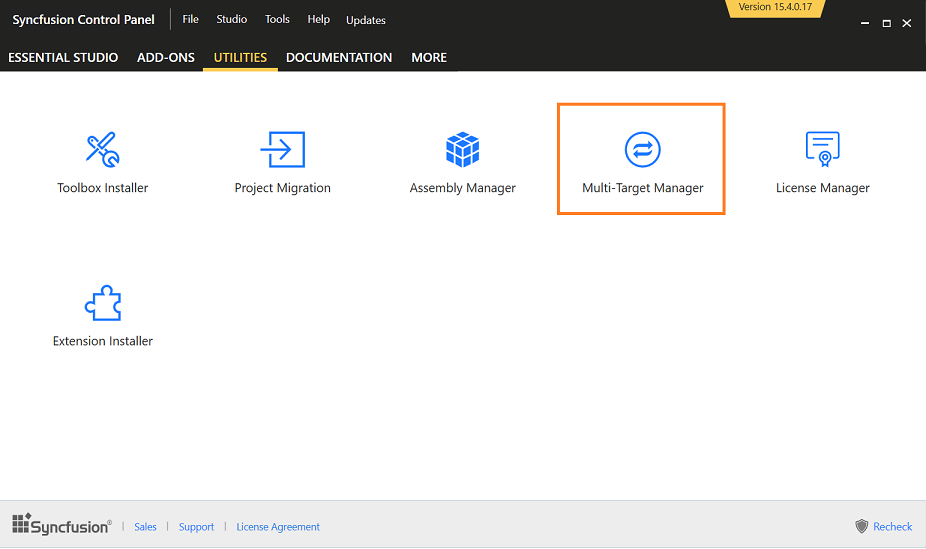 Syncfusion Control Panel File Studio Tools Help Updates Version 15.4.0.17
ESSENTIAL STUDIO ADD-ONS UTILITIES DOCUMENTATION MORE
Toolbox Installer Project Migration Assembly Manager Multi-Target Manager License Manager
Extension Installer
Syncfusion® | Sales | Support | License Agreement Recheck